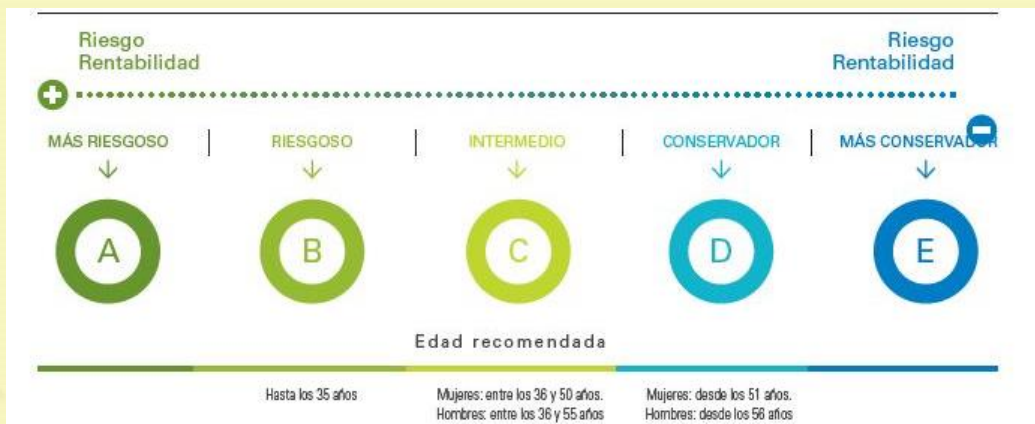 Riesgo
Rentabilidad
Riesgo
Rentabilidad
MÁS RIESGOSO
RIESGOSO
INTERMEDIO
CONSERVADOR
MÁS CONSERVADOR
A
B
C
D
E
Edad recomendada
Hasta los 35 años
Mujeres: entre los 36 y 50 años.
Hombres: entre los 36 y 55 años
Mujeres: desde los 51 años.
Hombres: desde los 56 años